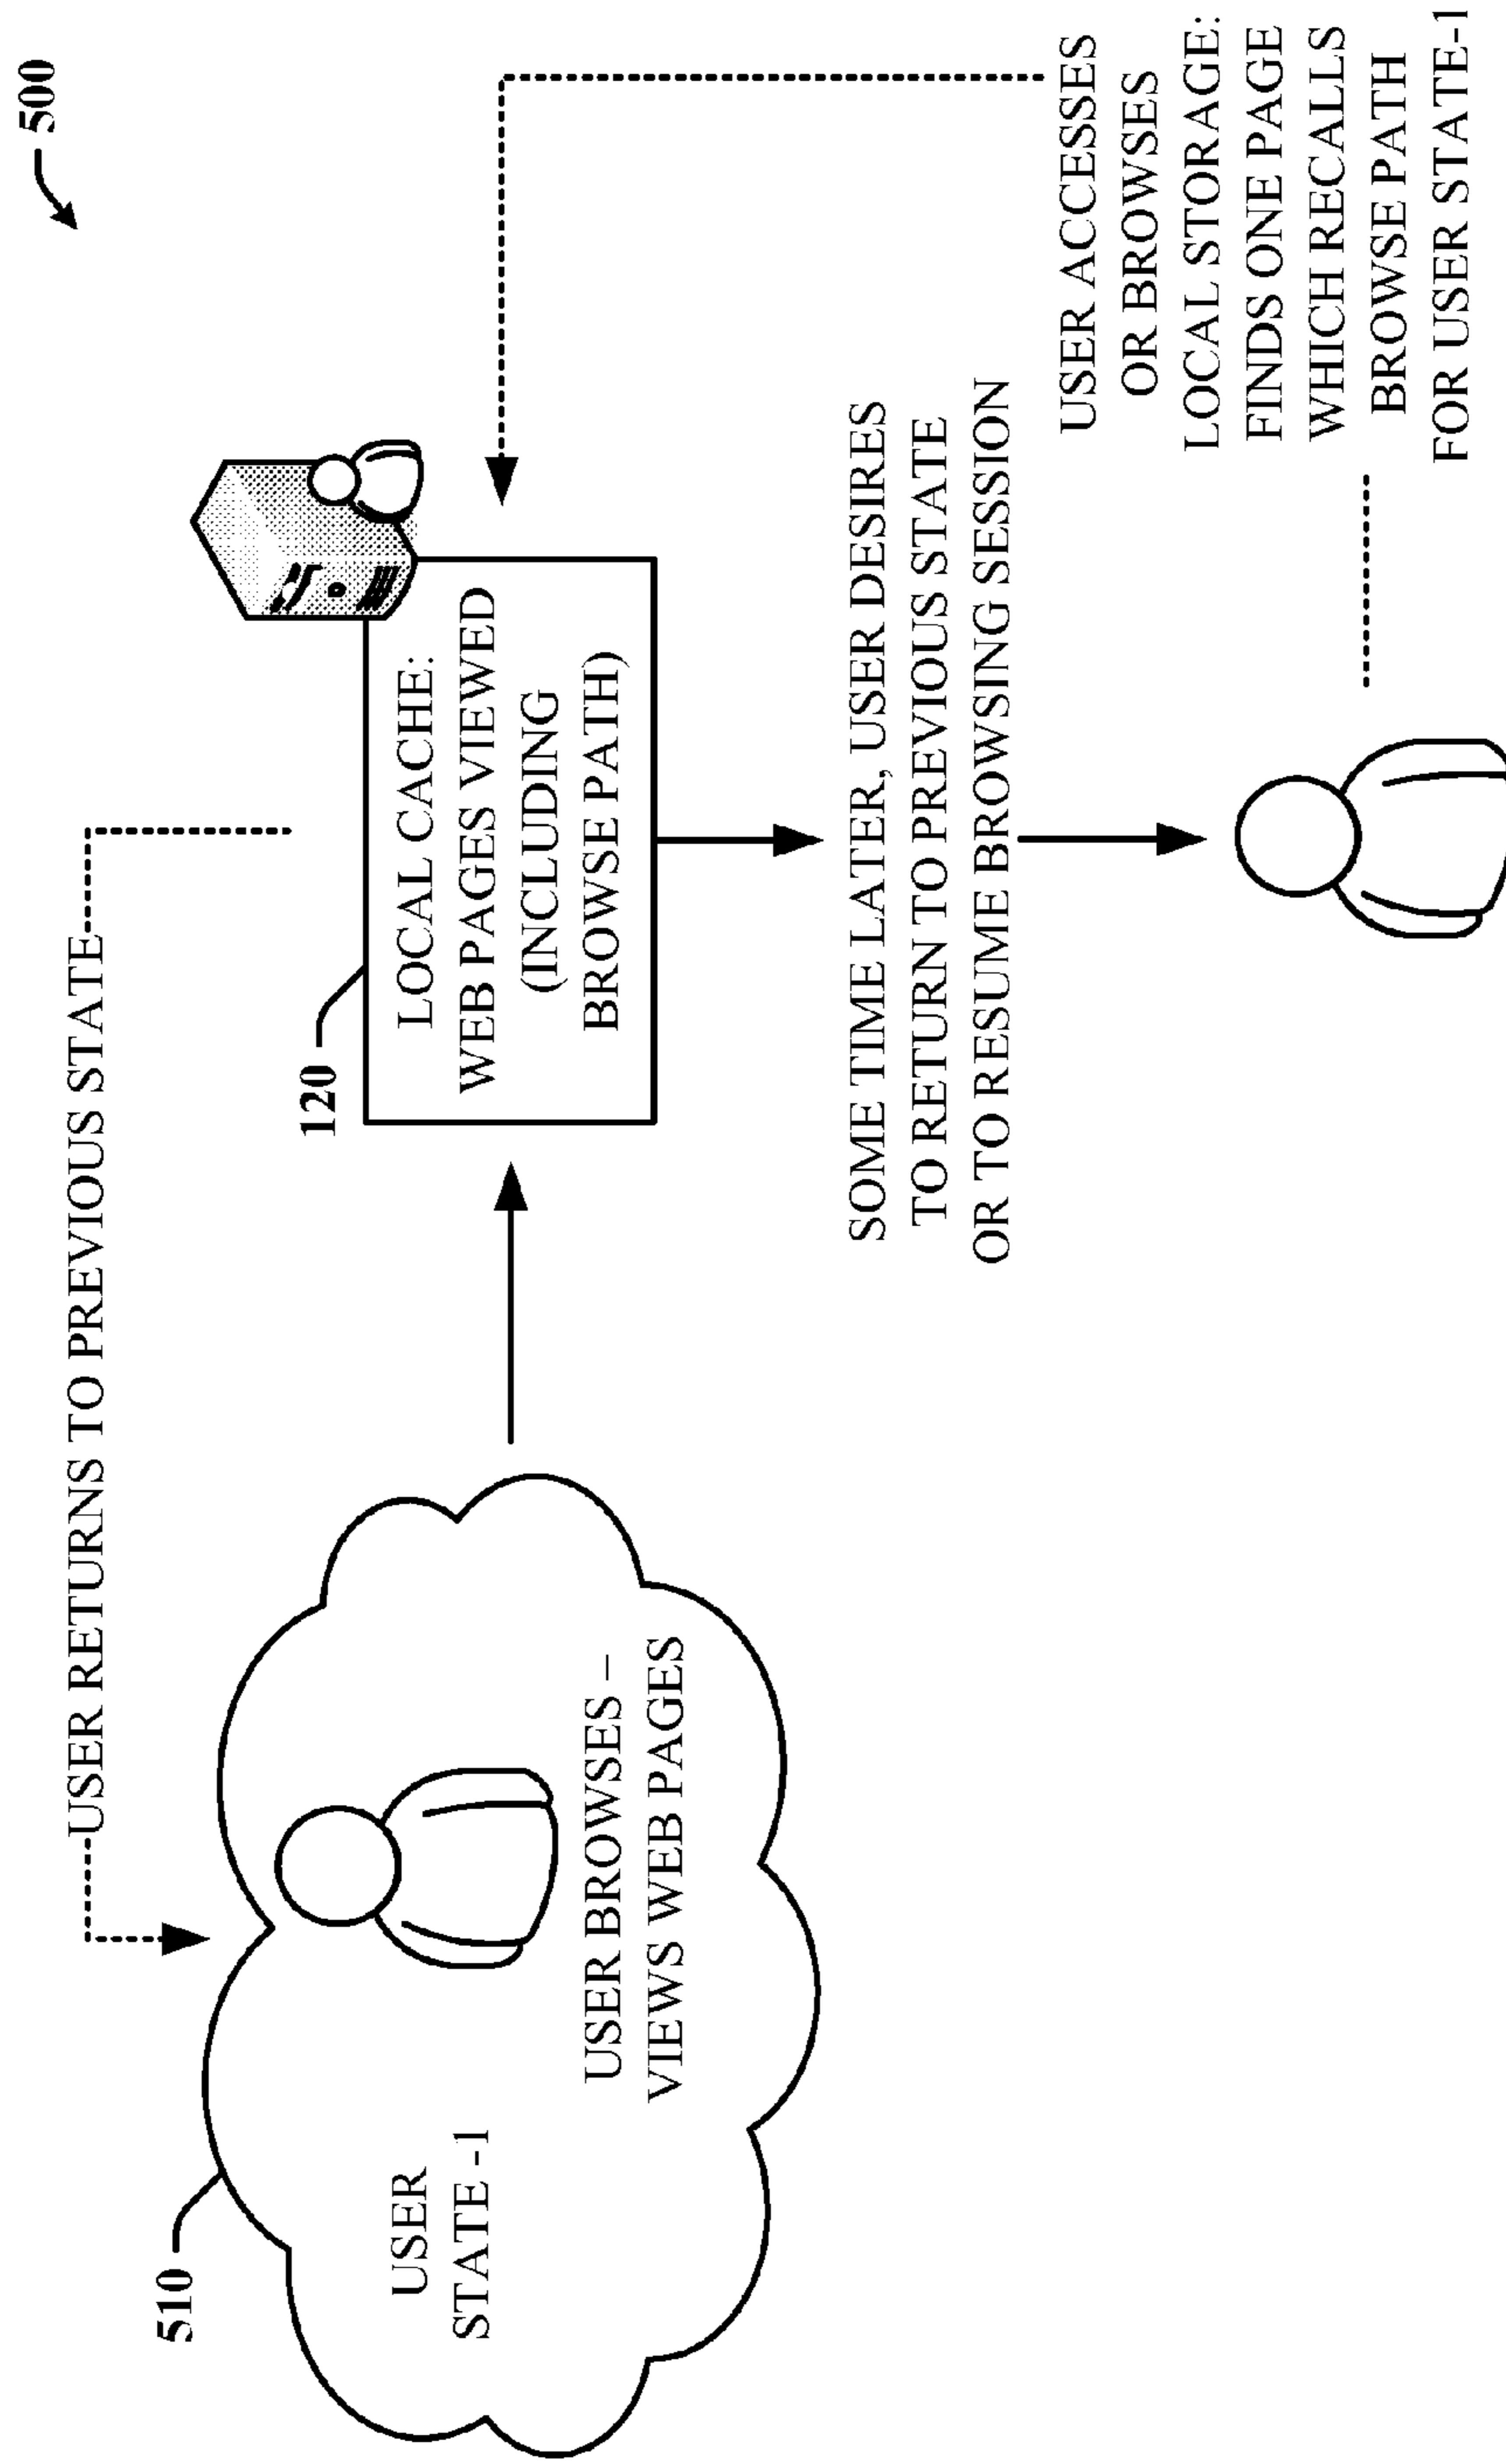 500
USER RETURNS TO PREVIOUS STATE
510
USER
STATE -1
USER BROWSES –
VIEWS WEB PAGES
120
LOCAL CACHE:
WEB PAGES VIEWED
(INCLUDING
BROWSE PATH)
SOME TIME LATER, USER DESIRES
TO RETURN TO PREVIOUS STATE
OR TO RESUME BROWSING SESSION
USER ACCESSES
OR BROWSES
LOCAL STORAGE:
FINDS ONE PAGE
WHICH RECALLS
BROWSE PATH
FOR USER STATE-1